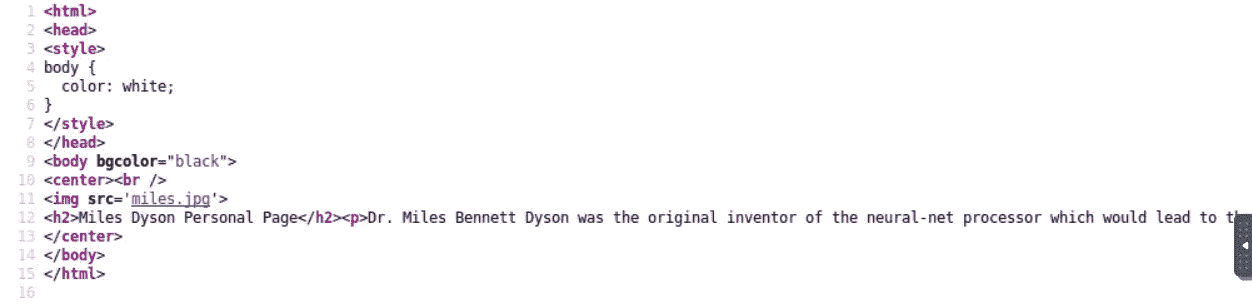 1 <html>
2 <head>
3 <style>
4 body {
5   color: white;
6 }
7 </style>
8 </head>
9 <body bgcolor="black">
10 <center><br />
11 <img src='miles.jpg'>
12 <h2>Miles Dyson Personal Page</h2><p>Dr. Miles Bennett Dyson was the original inventor of the neural-net processor which would lead to
13 </center>
14 </body>
15 </html>
16